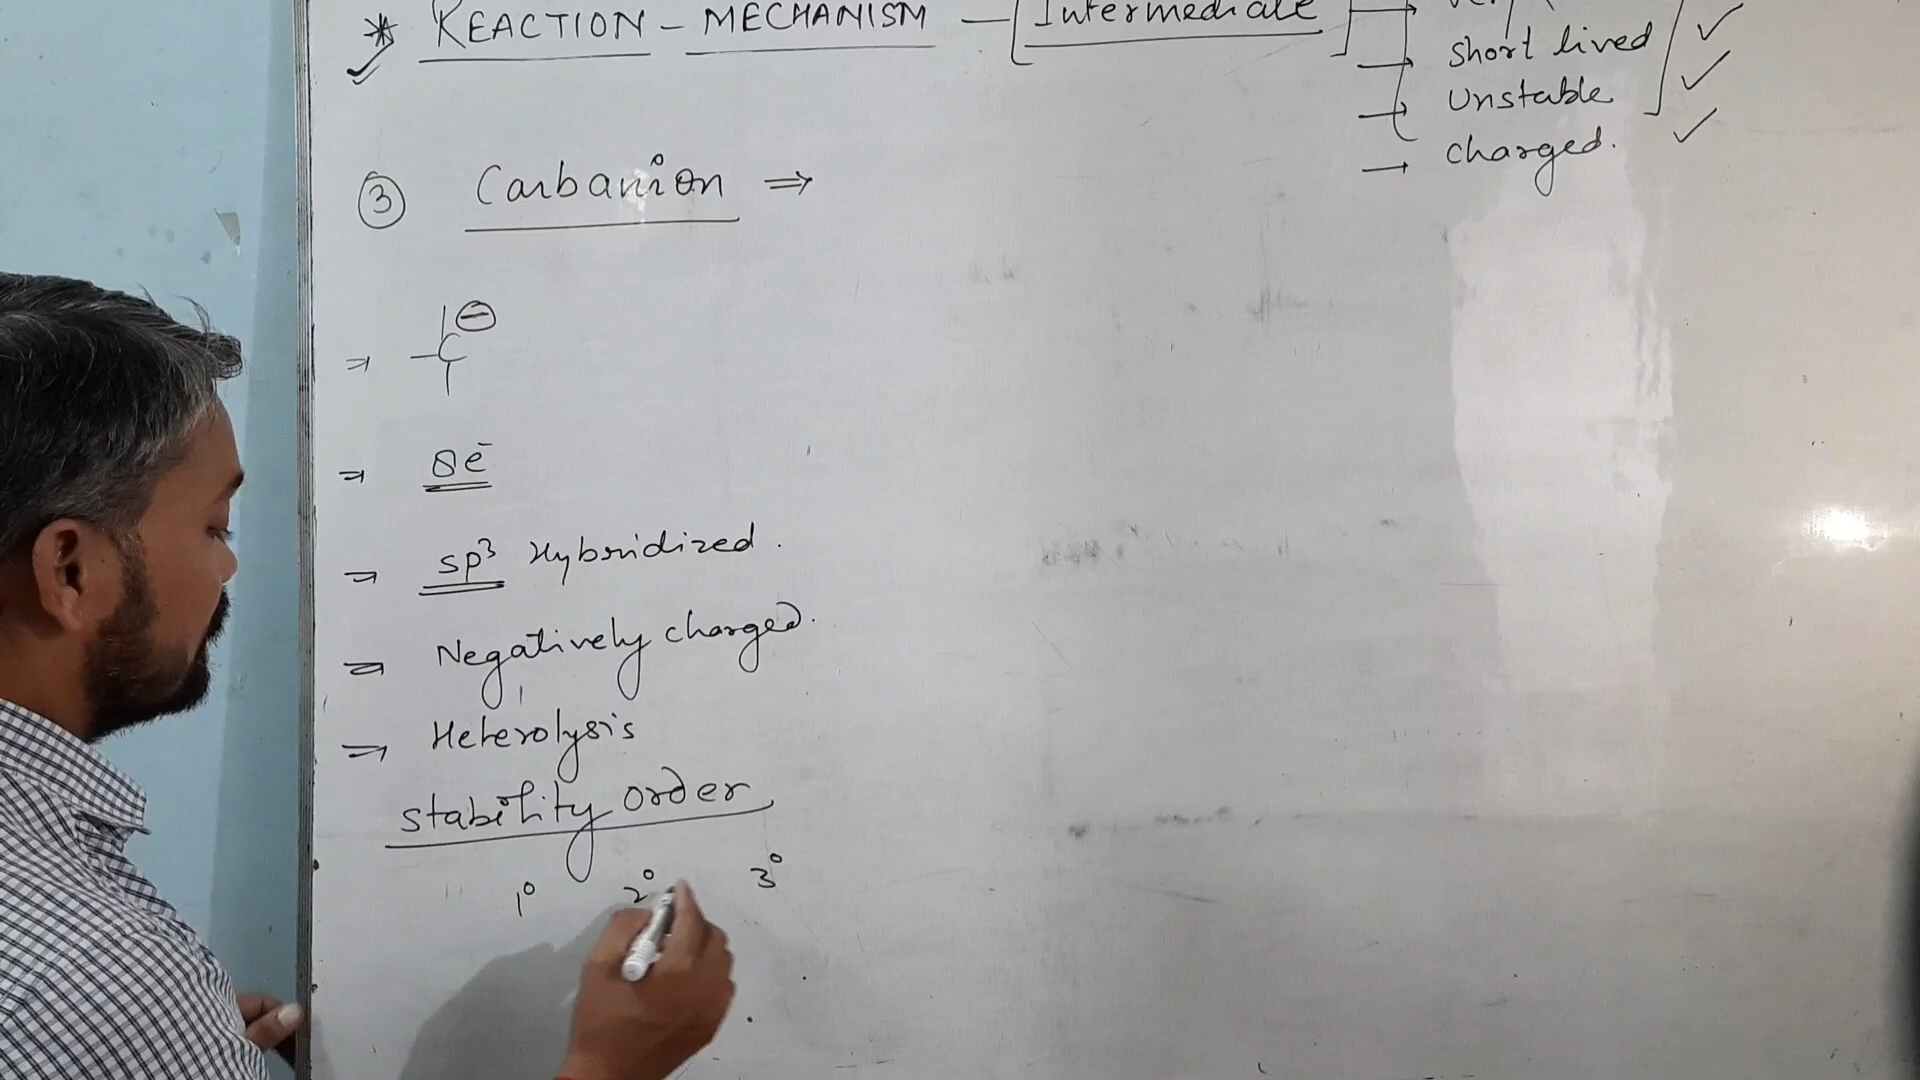 * REACTION - MECHANISM - [Intermediate]
→ short lived ✓
→ Unstable ✓
→ charged. ✓
③ Carbanion ⇒
⇒ -C ⊖
⇒ 8e⁻
⇒ sp³ Hybridized.
⇒ Negatively charged.
⇒ Heterolysis
Stability order
1° 2° 3°